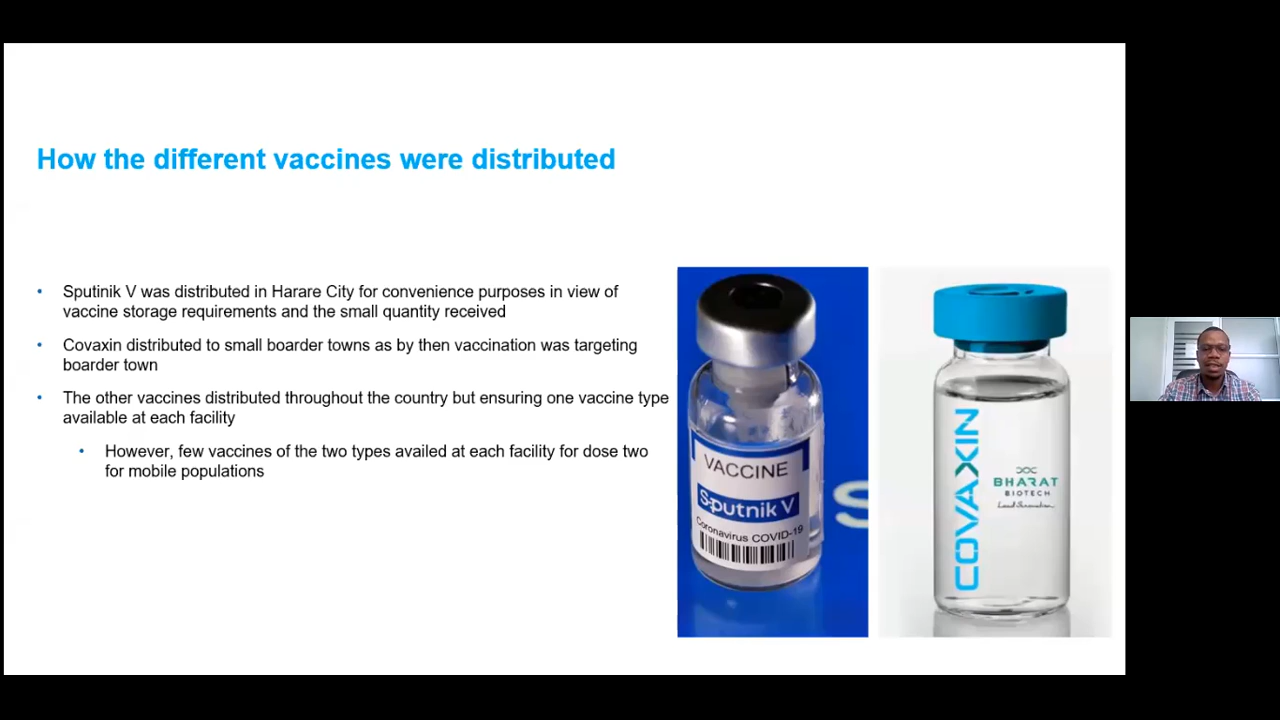 How the different vaccines were distributed
Sputinik V was distributed in Harare City for convenience purposes in view of
vaccine storage requirements and the small quantity received
Covaxin distributed to small boarder towns as by then vaccination was targeting
boarder town
The other vaccines distributed throughout the country but ensuring one vaccine type
available at each facility
However, few vaccines of the two types availed at each facility for dose two
for mobile populations
VACCINE
Sputnik V
Coronavirus COVID-19
S
COVAXIN
BHARAT
BIOTECH
Lead Innovation